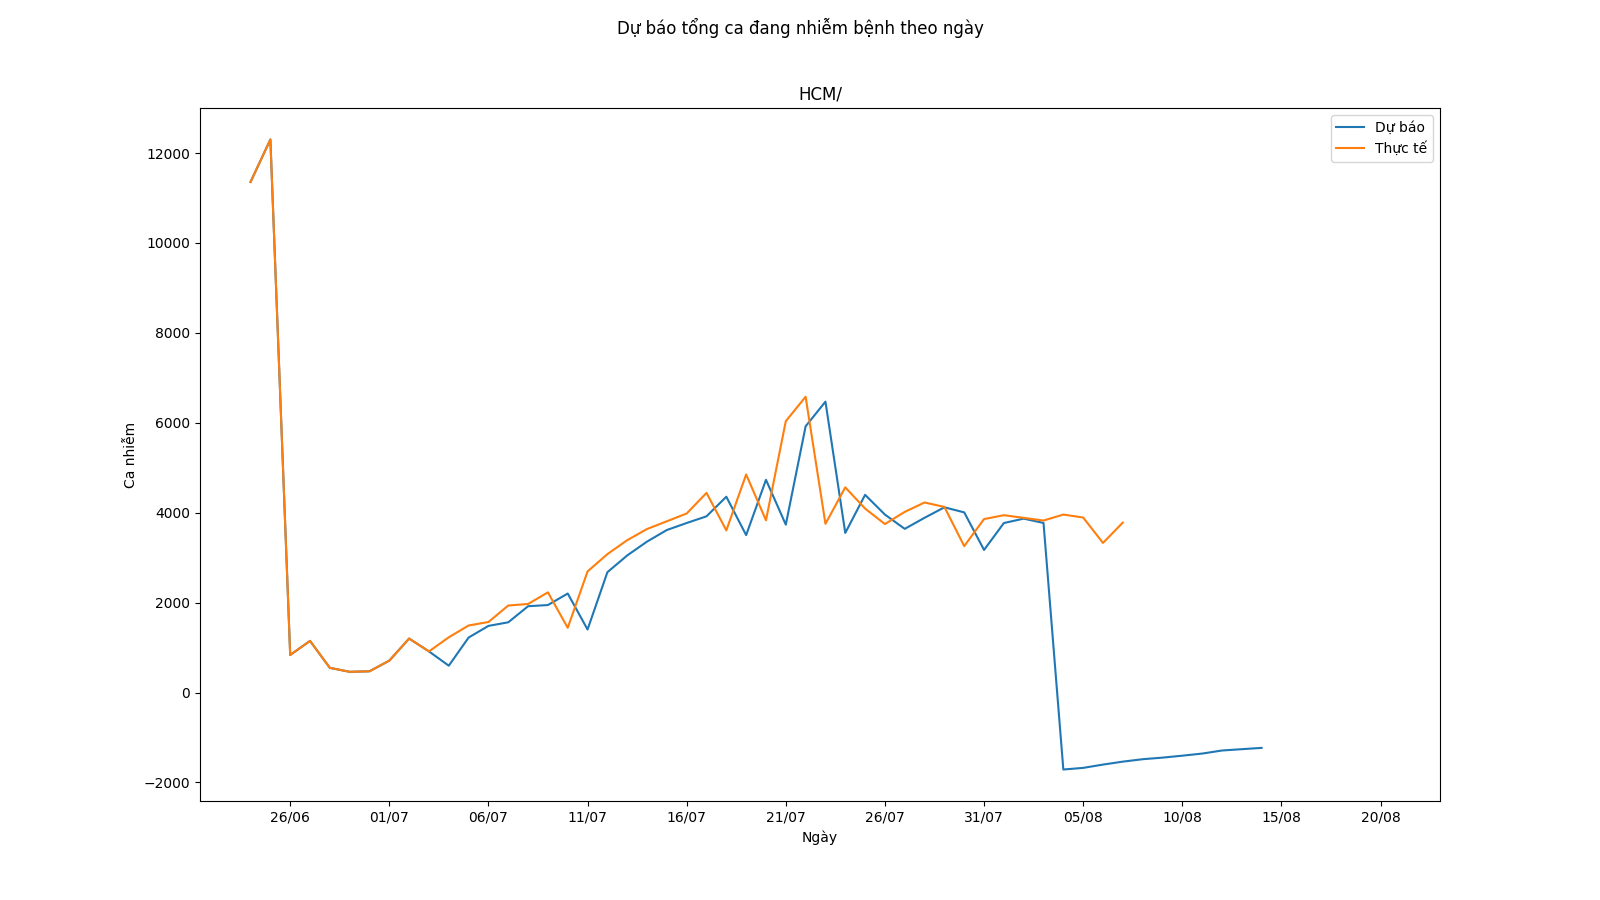 Dự báo tổng ca đang nhiễm bệnh theo ngày
HCM/
Dự báo
Thực tế
12000
10000
8000
6000
4000
2000
0
−2000
Ca nhiễm
26/06 01/07 06/07 11/07 16/07 21/07 26/07 31/07 05/08 10/08 15/08 20/08
Ngày